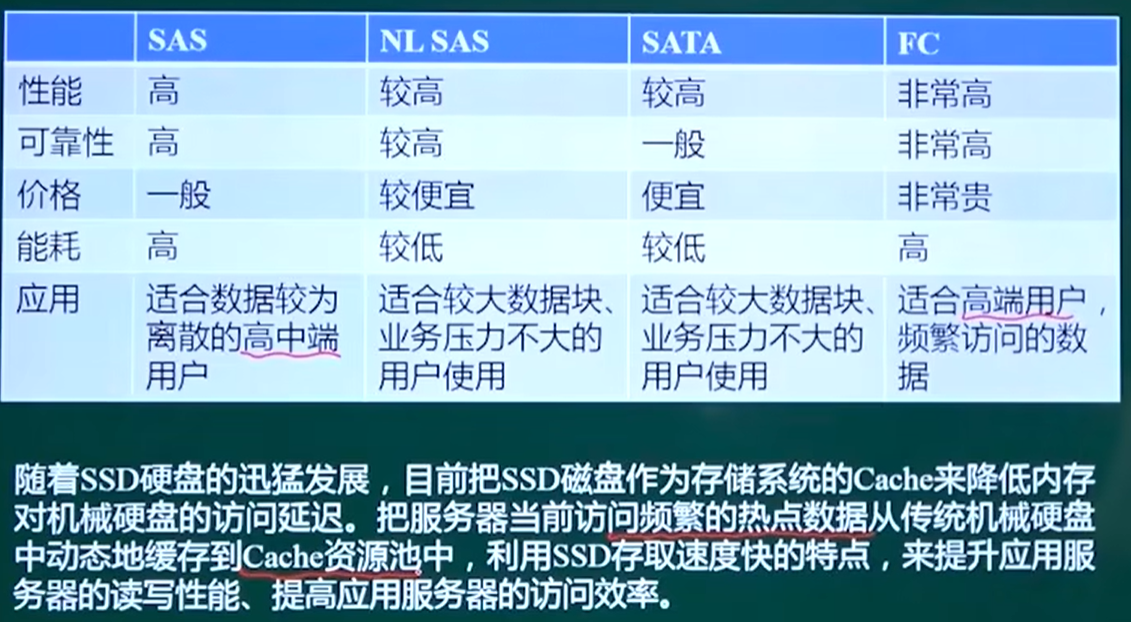 SAS NL SAS SATA FC
性能 高 较高 较高 非常高
可靠性 高 较高 一般 非常高
价格 一般 较便宜 便宜 非常贵
能耗 高 较低 较低 高
应用 适合数据较为 适合较大数据块、 适合较大数据块、 适合高端用户，
离散的高中端 业务压力不大的 业务压力不大的 频繁访问的数
用户 用户使用 用户使用 据
随着SSD硬盘的迅猛发展，目前把SSD磁盘作为存储系统的Cache来降低内存
对机械硬盘的访问延迟。把服务器当前访问频繁的热点数据从传统机械硬盘
中动态地缓存到Cache资源池中，利用SSD存取速度快的特点，来提升应用服
务器的读写性能、提高应用服务器的访问效率。